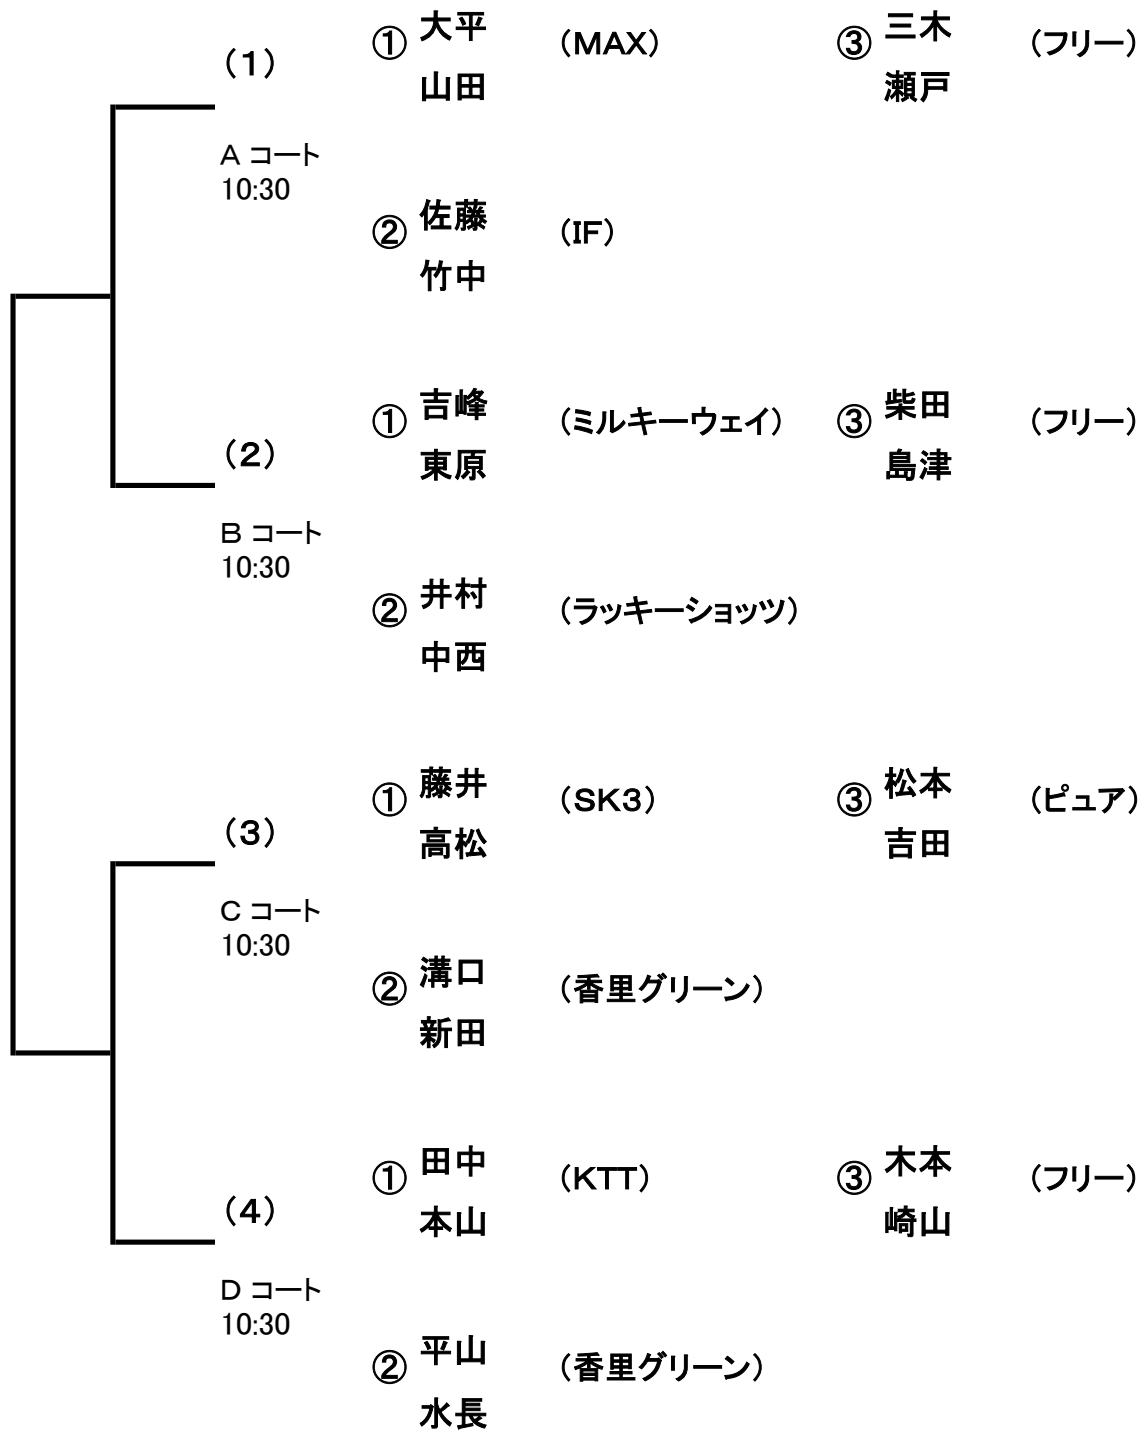 （1）
① 大平 （MAX） ③ 三木 （フリー）
山田 瀬戸
A コート
10:30
② 佐藤 （IF）
竹中
（2）
① 吉峰 （ミルキーウェイ） ③ 柴田 （フリー）
東原 島津
B コート
10:30
② 井村 （ラッキーショッツ）
中西
（3）
① 藤井 （SK3） ③ 松本 （ピュア）
高松 吉田
C コート
10:30
② 溝口 （香里グリーン）
新田
（4）
① 田中 （KTT） ③ 木本 （フリー）
本山 崎山
D コート
10:30
② 平山 （香里グリーン）
水長